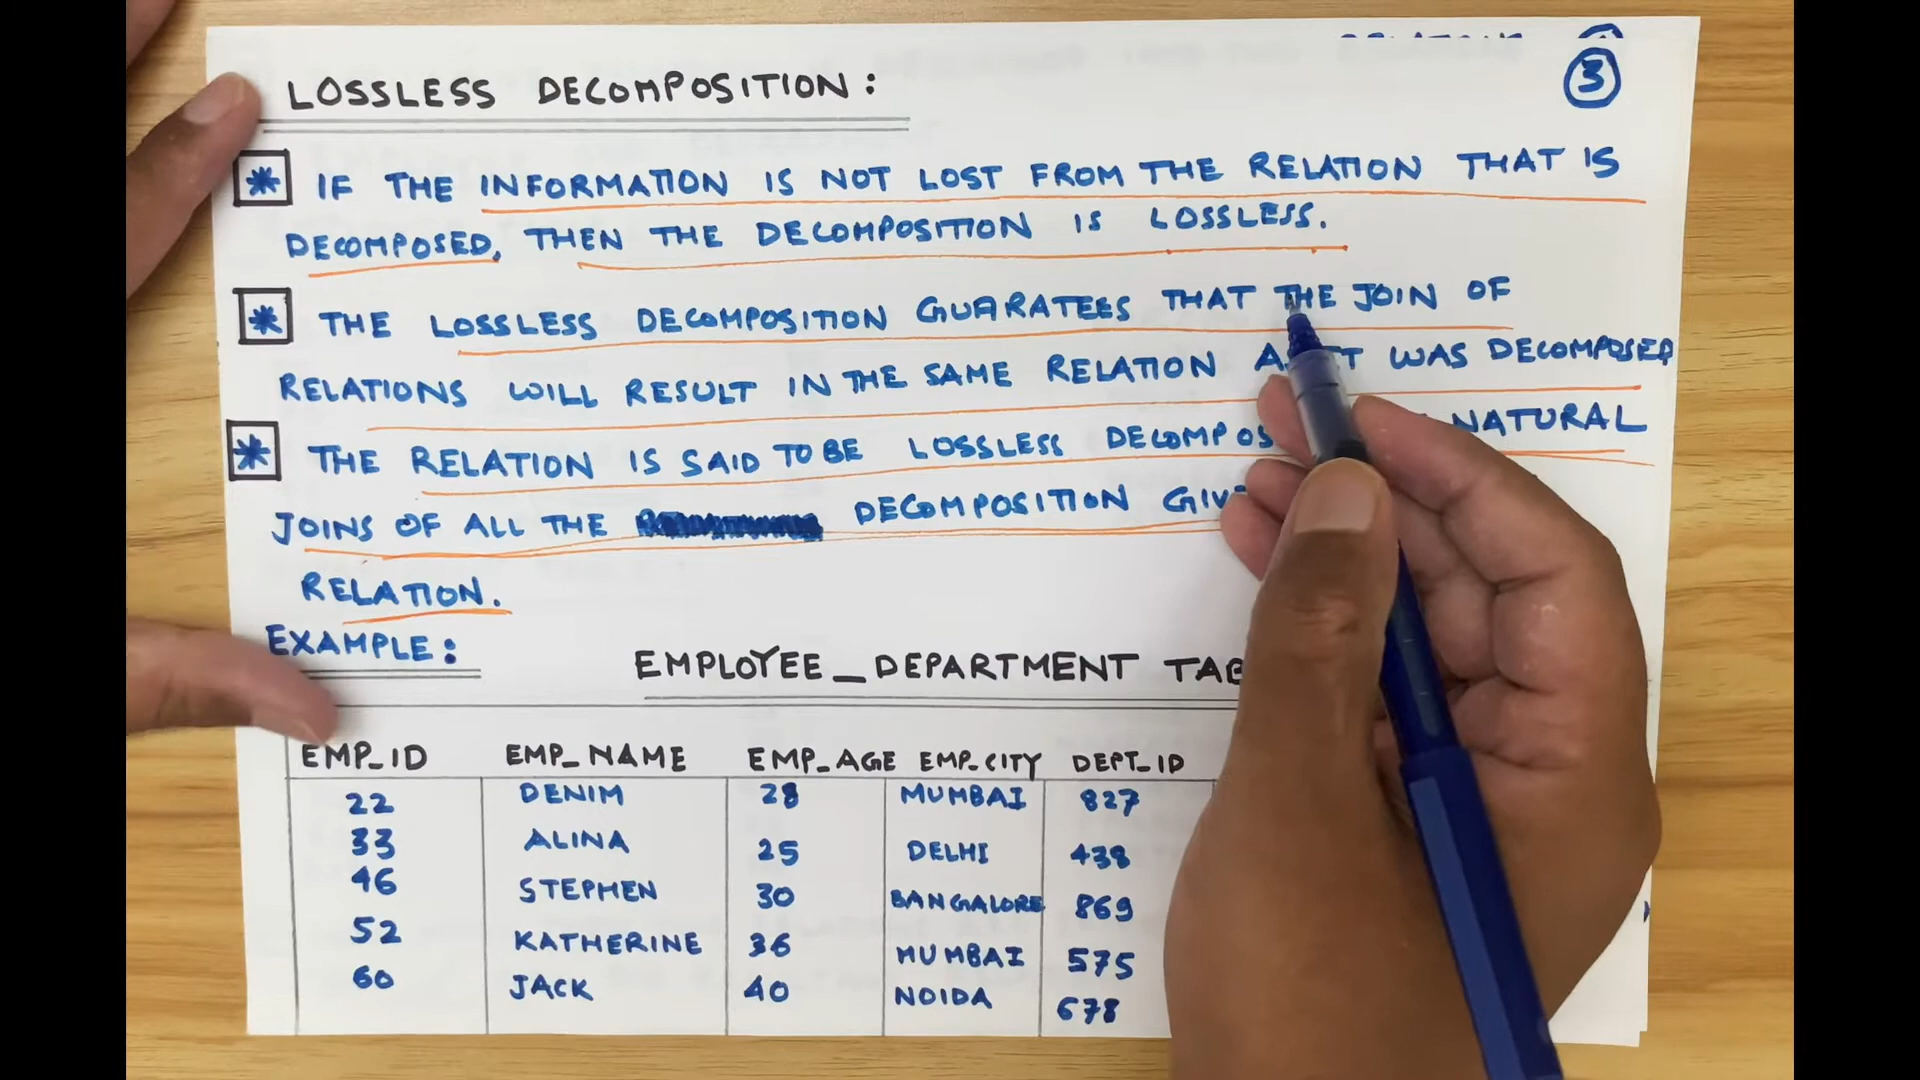 3
LOSSLESS DECOMPOSITION:
* IF THE INFORMATION IS NOT LOST FROM THE RELATION THAT IS
DECOMPOSED, THEN THE DECOMPOSITION IS LOSSLESS.
* THE LOSSLESS DECOMPOSITION GUARATEES THAT THE JOIN OF
RELATIONS WILL RESULT IN THE SAME RELATION WAS DECOMPOSED
* THE RELATION IS SAID TO BE LOSSLESS DECOMPOS NATURAL
JOINS OF ALL THE DECOMPOSITION GIV
RELATION.
EXAMPLE:
EMPLOYEE_DEPARTMENT TAB
EMP_ID EMP_NAME EMP_AGE EMP_CITY DEPT_ID
22 DENIM 28 MUMBAI 827
33 ALINA 25 DELHI 438
46 STEPHEN 30 BANGALORE 869
52 KATHERINE 36 MUMBAI 575
60 JACK 40 NOIDA 678